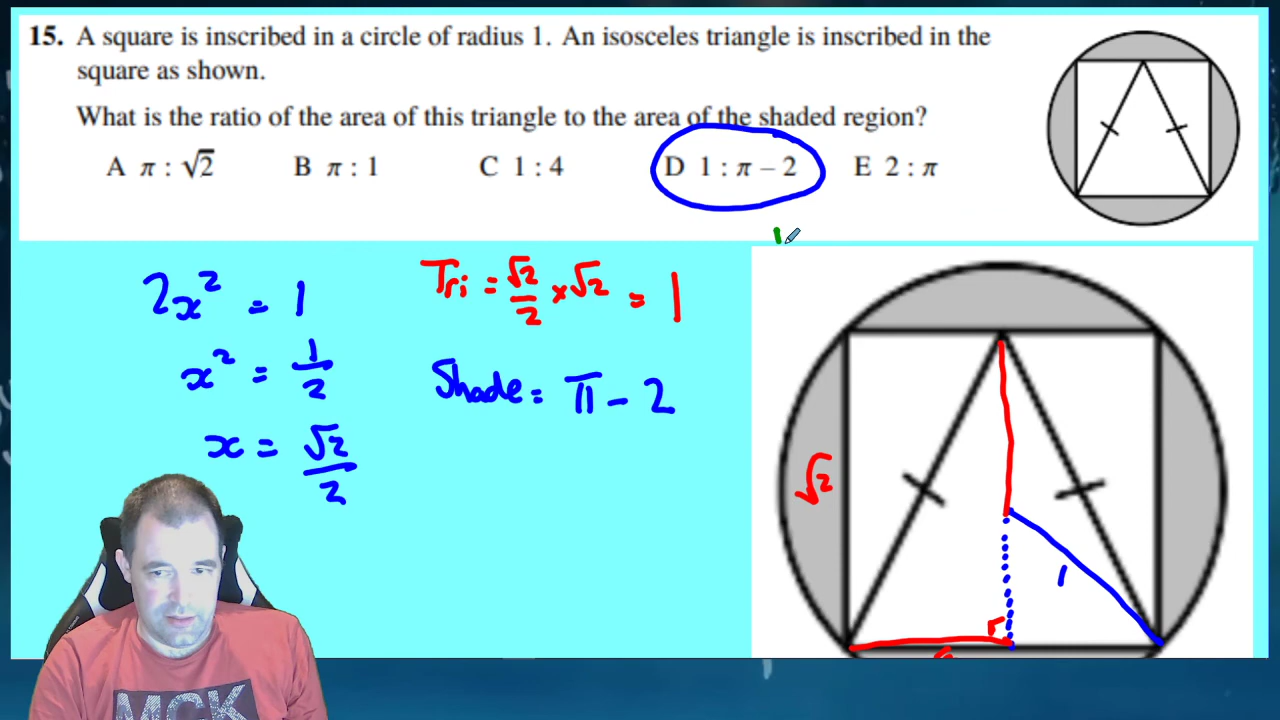 15. A square is inscribed in a circle of radius 1. An isosceles triangle is inscribed in the
square as shown.
What is the ratio of the area of this triangle to the area of the shaded region?
A π : √2 B π : 1 C 1 : 4 D 1 : π – 2 E 2 : π
2x² = 1
x² = 1/2
x = √2/2
Tri = √2/2 × √2 = 1
Shade = π - 2
√2
1
MCK